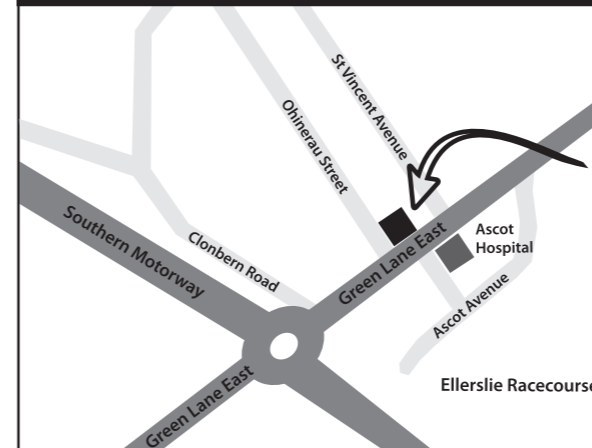 St Vincent Avenue
Ohinerau Street
Southern Motorway
Clonbern Road
Green Lane East
Ascot
Hospital
Ascot Avenue
Ellerslie Racecourse
Green Lane East